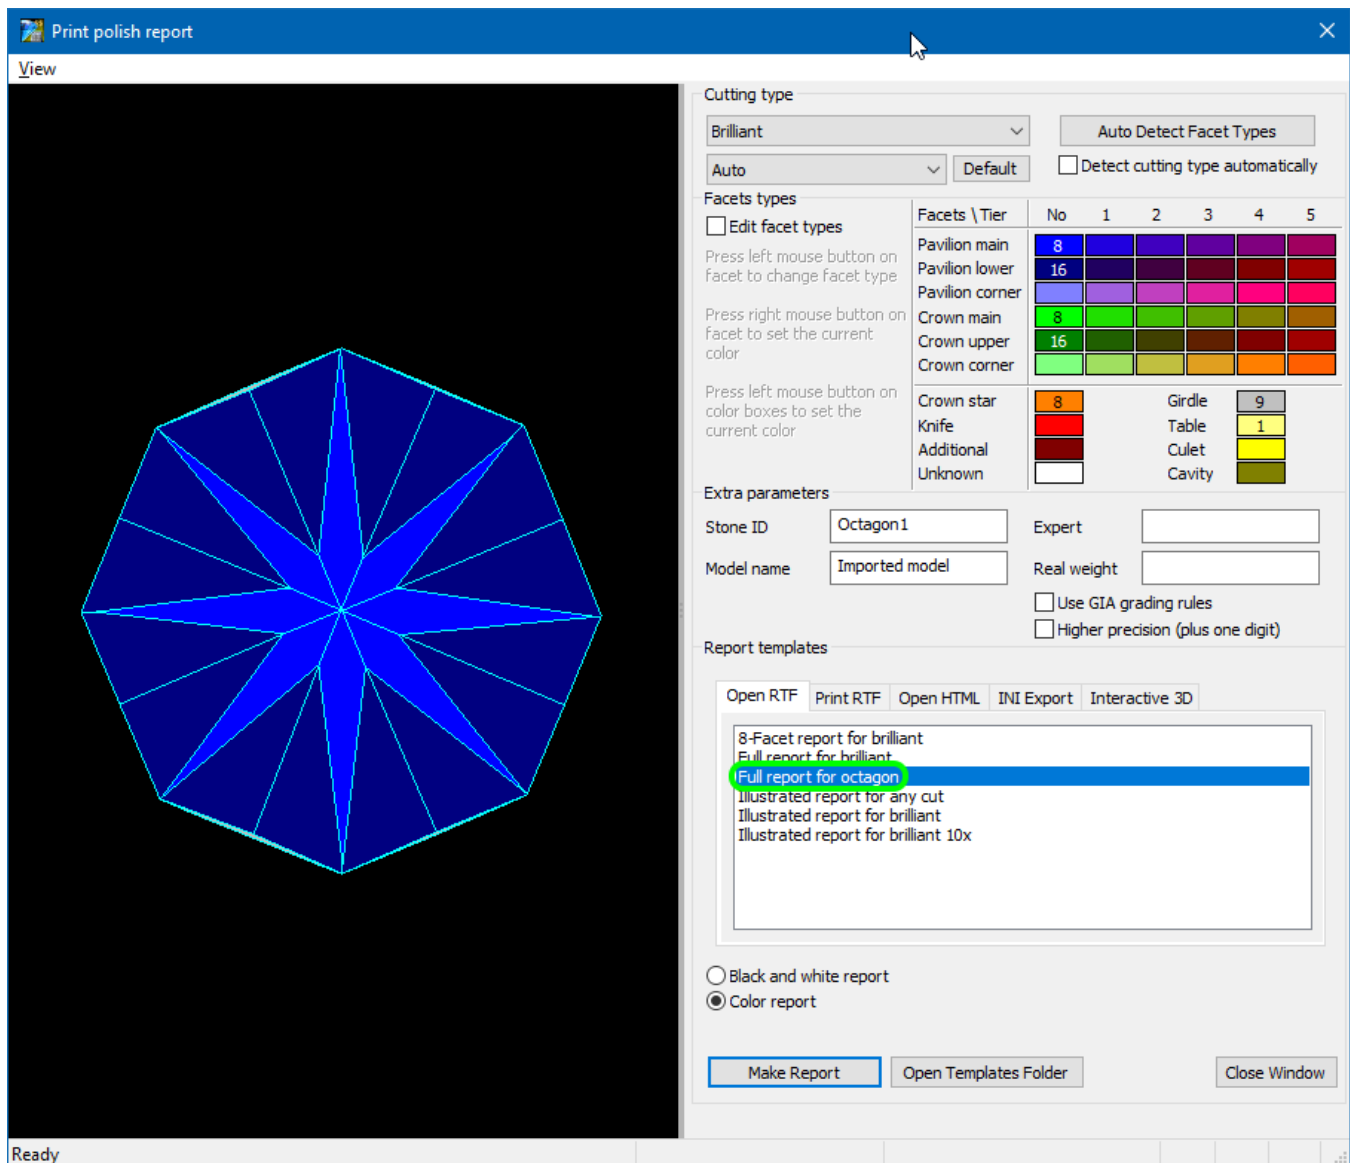 Print polish report
View
Cutting type
Brilliant
Auto Detect Facet Types
Auto
Default
Detect cutting type automatically
Facets types
Edit facet types
Press left mouse button on
facet to change facet type
Press right mouse button on
facet to set the current
color
Press left mouse button on
color boxes to set the
current color
Facets \ Tier No 1 2 3 4 5
Pavilion main 8
Pavilion lower 16
Pavilion corner
Crown main 8
Crown upper 16
Crown corner
Crown star 8 Girdle 9
Knife Table 1
Additional Culet
Unknown Cavity
Extra parameters
Stone ID Octagon1 Expert
Model name Imported model Real weight
Use GIA grading rules
Higher precision (plus one digit)
Report templates
Open RTF Print RTF Open HTML INI Export Interactive 3D
8-Facet report for brilliant
Full report for brilliant
Full report for octagon
Illustrated report for any cut
Illustrated report for brilliant
Illustrated report for brilliant 10x
Black and white report
Color report
Make Report Open Templates Folder Close Window
Ready